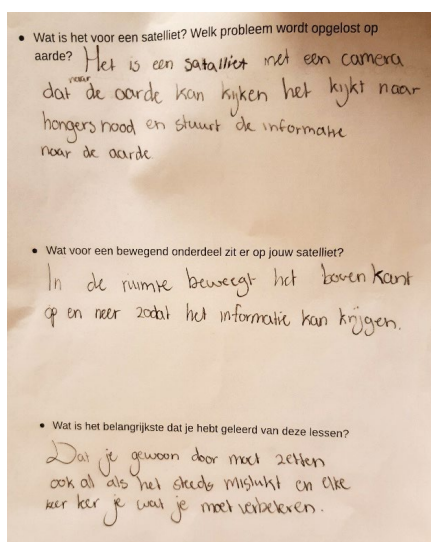 • Wat is het voor een satelliet? Welk probleem wordt opgelost op
aarde? Het is een satalliet met een camera
dat naar de aarde kan kijken het kijkt naar
hongersnood en stuurt de informatie
naar de aarde
• Wat voor een bewegend onderdeel zit er op jouw satelliet?
In de ruimte beweegt het bovenkant
op en neer zodat het informatie kan krijgen.
• Wat is het belangrijkste dat je hebt geleerd van deze lessen?
Dat je gewoon door moet zetten
ook al als het steeds mislukt en elke
keer leer je wat je moet verbeteren.